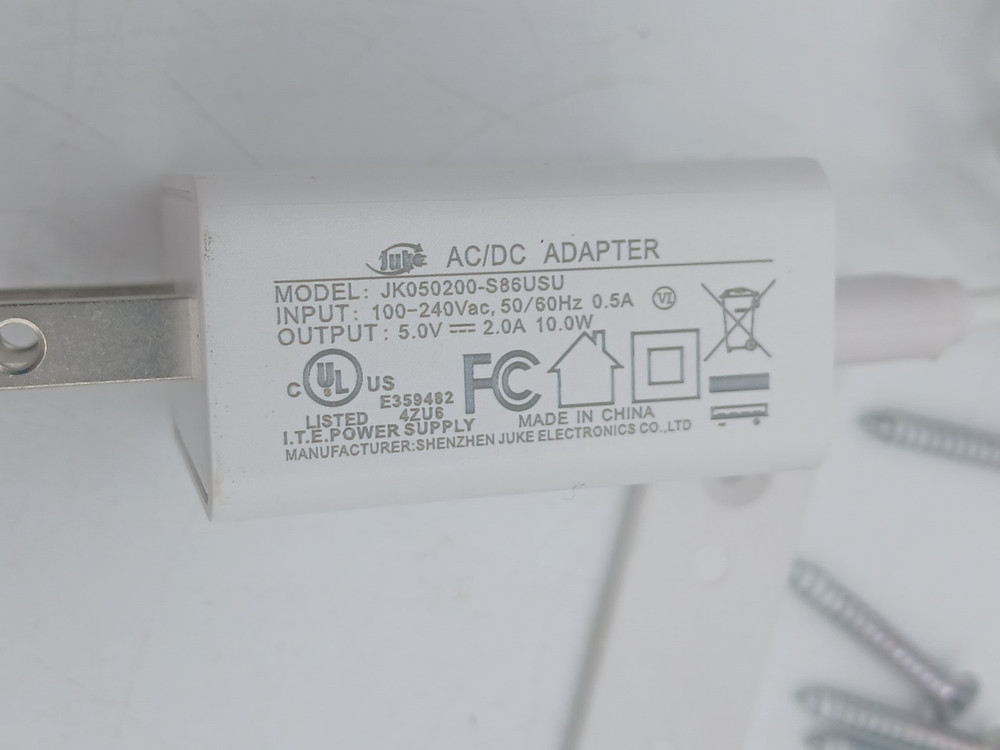 Juke AC/DC ADAPTER
MODEL: JK050200-S86USU
INPUT: 100-240Vac, 50/60Hz 0.5A VI
OUTPUT: 5.0V ⎓ 2.0A 10.0W
C UL US
E359482
LISTED 4ZU6
FC
I.T.E.POWER SUPPLY
MADE IN CHINA
MANUFACTURER:SHENZHEN JUKE ELECTRONICS CO.,LTD